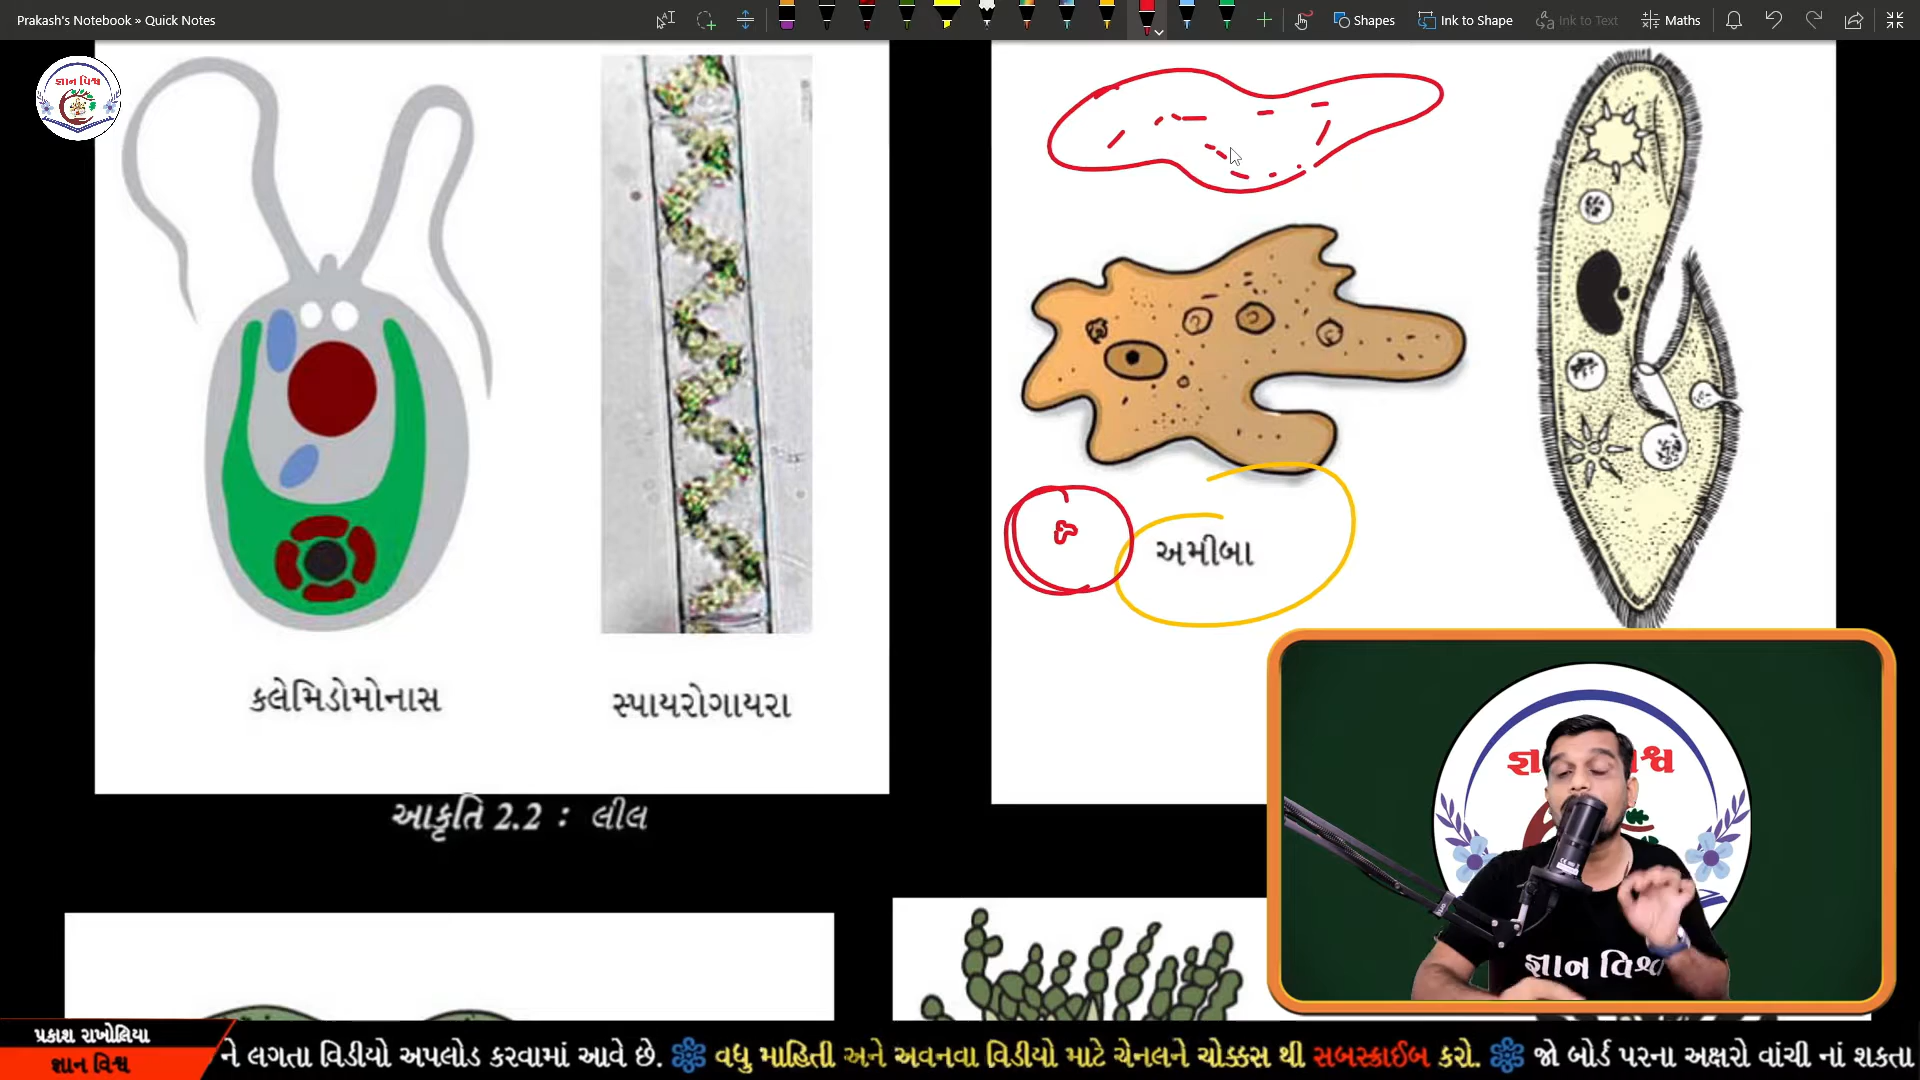 Prakash's Notebook » Quick Notes
Shapes
Ink to Shape
Ink to Text
Maths
જ્ઞાન વિશ્વ
અમીબા
ક્લેમિડોમોનાસ
સ્પાયરોગાયરા
આકૃતિ 2.2 : લીલ
જ્ઞાન વિશ્વ
પ્રકાશ રાખોલિયા
જ્ઞાન વિશ્વ
ને લગતા વિડીયો અપલોડ કરવામાં આવે છે. વધુ માહિતી અને અવનવા વિડીયો માટે ચેનલને ચોક્કસ થી સબસ્ક્રાઈબ કરો. જો બોર્ડ પરના અક્ષરો વાંચી નાં શકતા